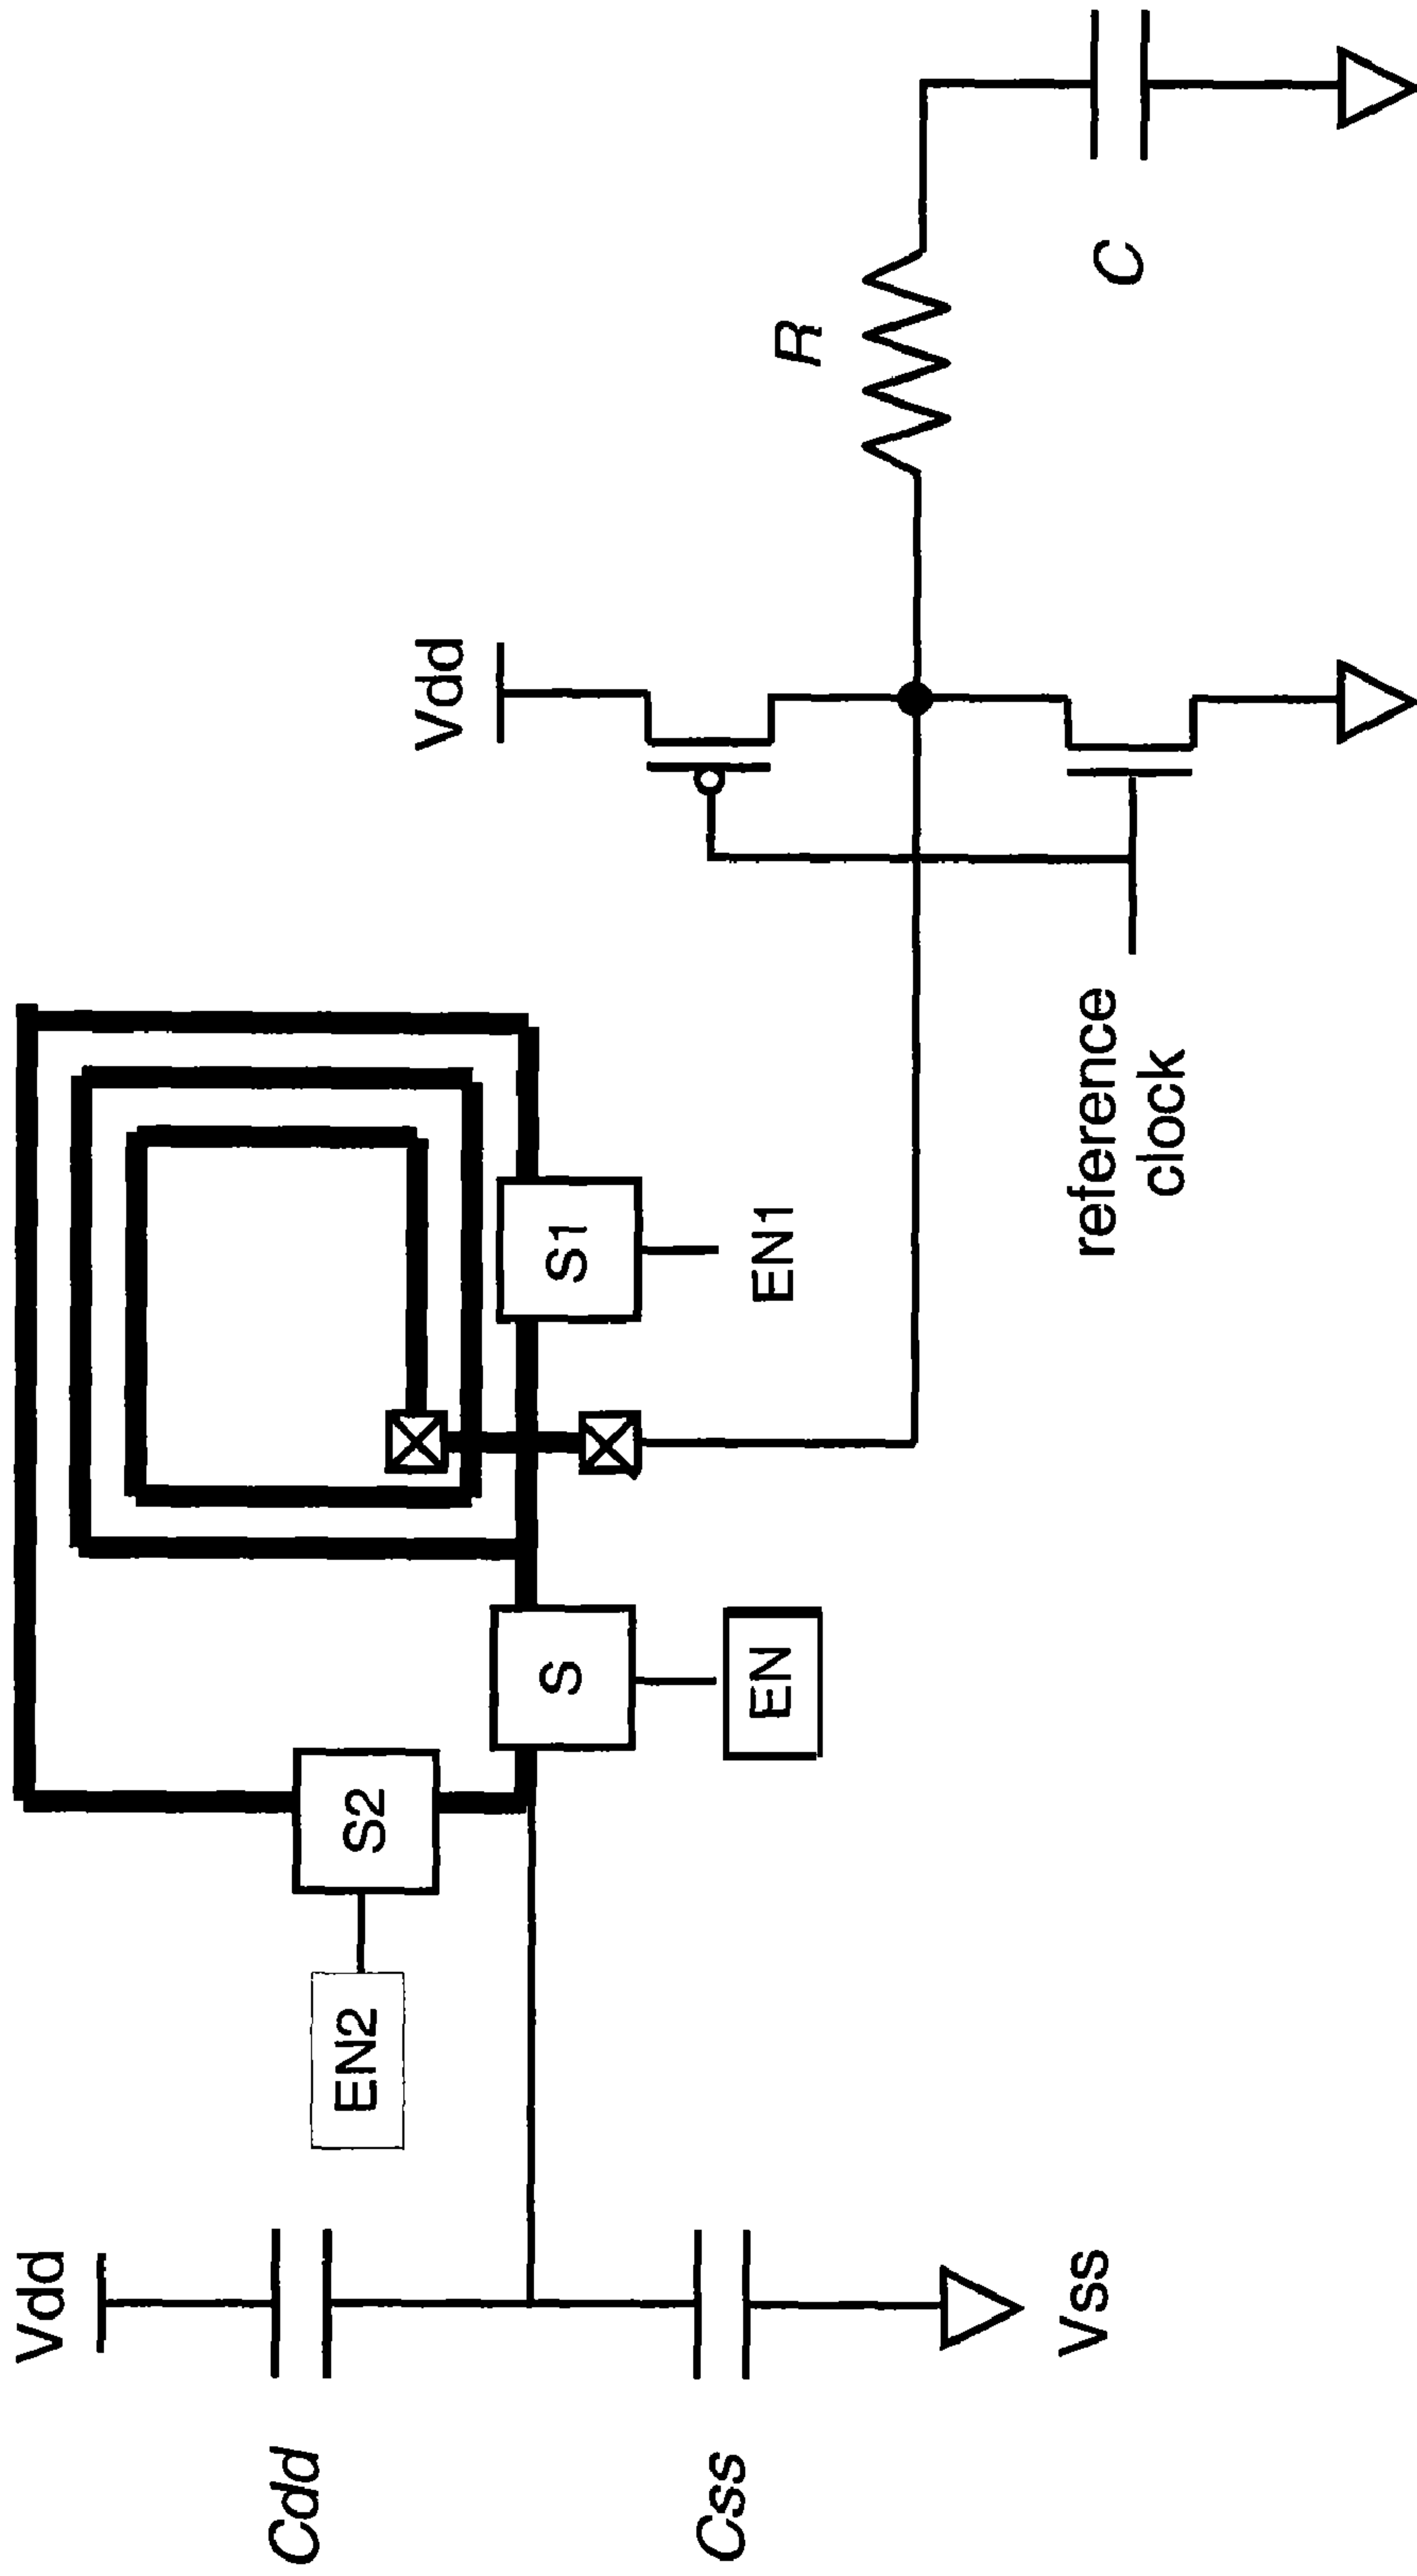 Vdd
Cdd
Css
Vss
EN2
S2
S
EN
S1
EN1
Vdd
reference
clock
R
C